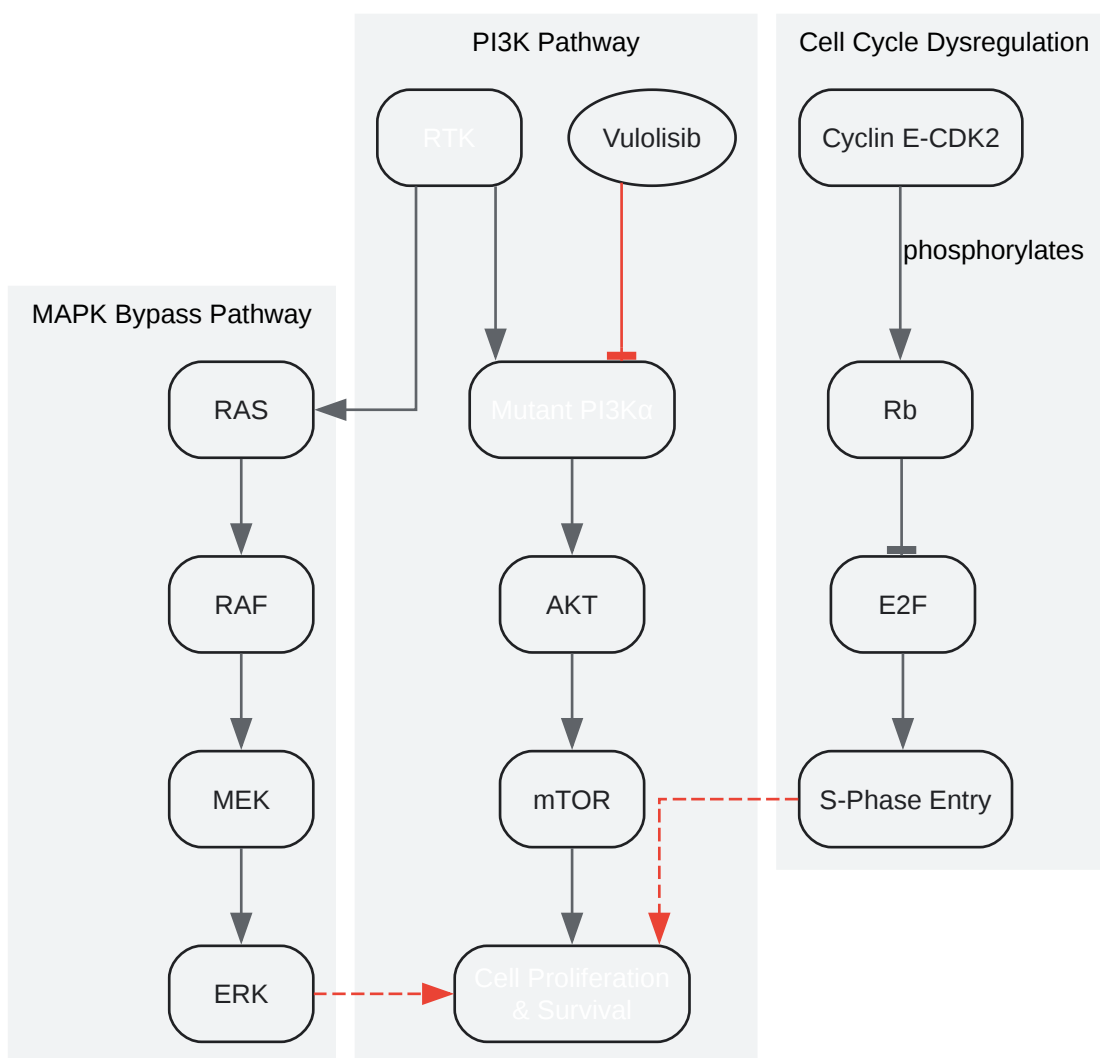 PI3K Pathway
Cell Cycle Dysregulation
RTK
Vulolisib
Cyclin E-CDK2
phosphorylates
MAPK Bypass Pathway
RAS
Mutant PI3Kα
Rb
RAF
AKT
E2F
MEK
mTOR
S-Phase Entry
ERK
Cell Proliferation
& Survival